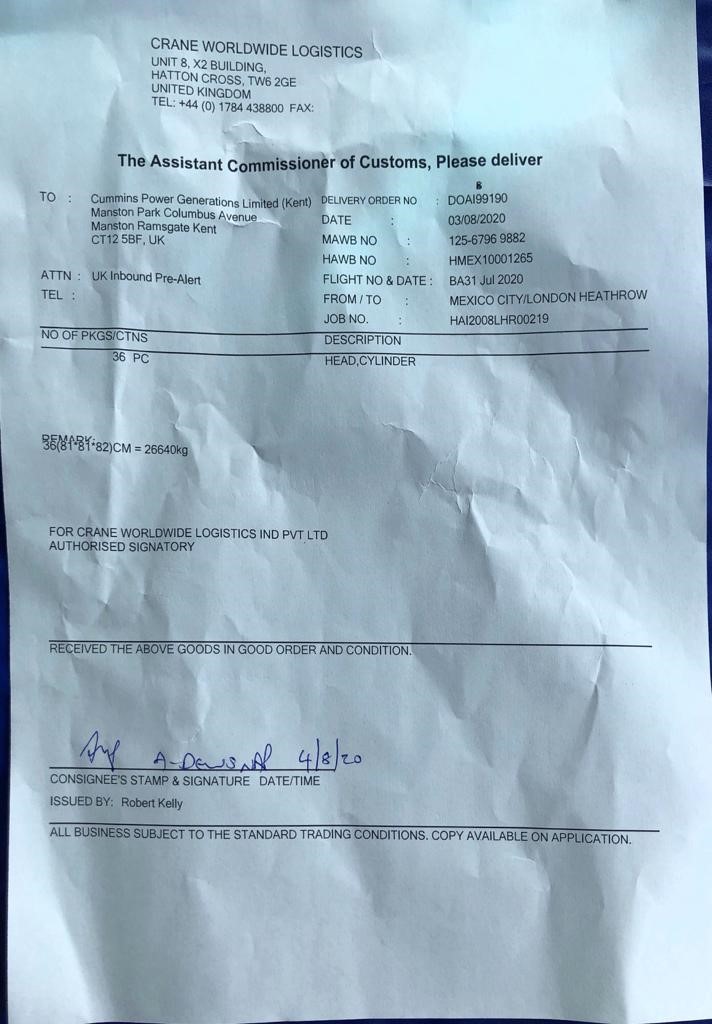 CRANE WORLDWIDE LOGISTICS
UNIT 8, X2 BUILDING,
HATTON CROSS, TW6 2GE
UNITED KINGDOM
TEL: +44 (0) 1784 438800 FAX:
The Assistant Commissioner of Customs, Please deliver
TO : Cummins Power Generations Limited (Kent)
Manston Park Columbus Avenue
Manston Ramsgate Kent
CT12 5BF, UK
ATTN : UK Inbound Pre-Alert
TEL :
DELIVERY ORDER NO : DOAI99190
DATE : 03/08/2020
MAWB NO : 125-6796 9882
HAWB NO : HMEX10001265
FLIGHT NO & DATE : BA31 Jul 2020
FROM / TO : MEXICO CITY/LONDON HEATHROW
JOB NO. : HAI2008LHR00219
NO OF PKGS/CTNS DESCRIPTION
36 PC HEAD,CYLINDER
REMARK:
36(81*81*82)CM = 26640kg
FOR CRANE WORLDWIDE LOGISTICS IND PVT LTD
AUTHORISED SIGNATORY
RECEIVED THE ABOVE GOODS IN GOOD ORDER AND CONDITION.
4/8/20
CONSIGNEE'S STAMP & SIGNATURE DATE/TIME
ISSUED BY: Robert Kelly
ALL BUSINESS SUBJECT TO THE STANDARD TRADING CONDITIONS. COPY AVAILABLE ON APPLICATION.